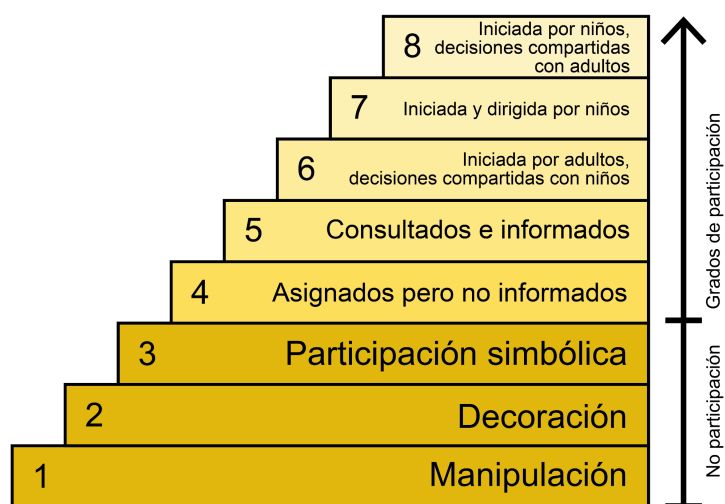 8 Iniciada por niños,
decisiones compartidas
con adultos
7 Iniciada y dirigida por niños
6 Iniciada por adultos,
decisiones compartidas con niños
5 Consultados e informados
4 Asignados pero no informados
3 Participación simbólica
2 Decoración
1 Manipulación
Grados de participación
No participación